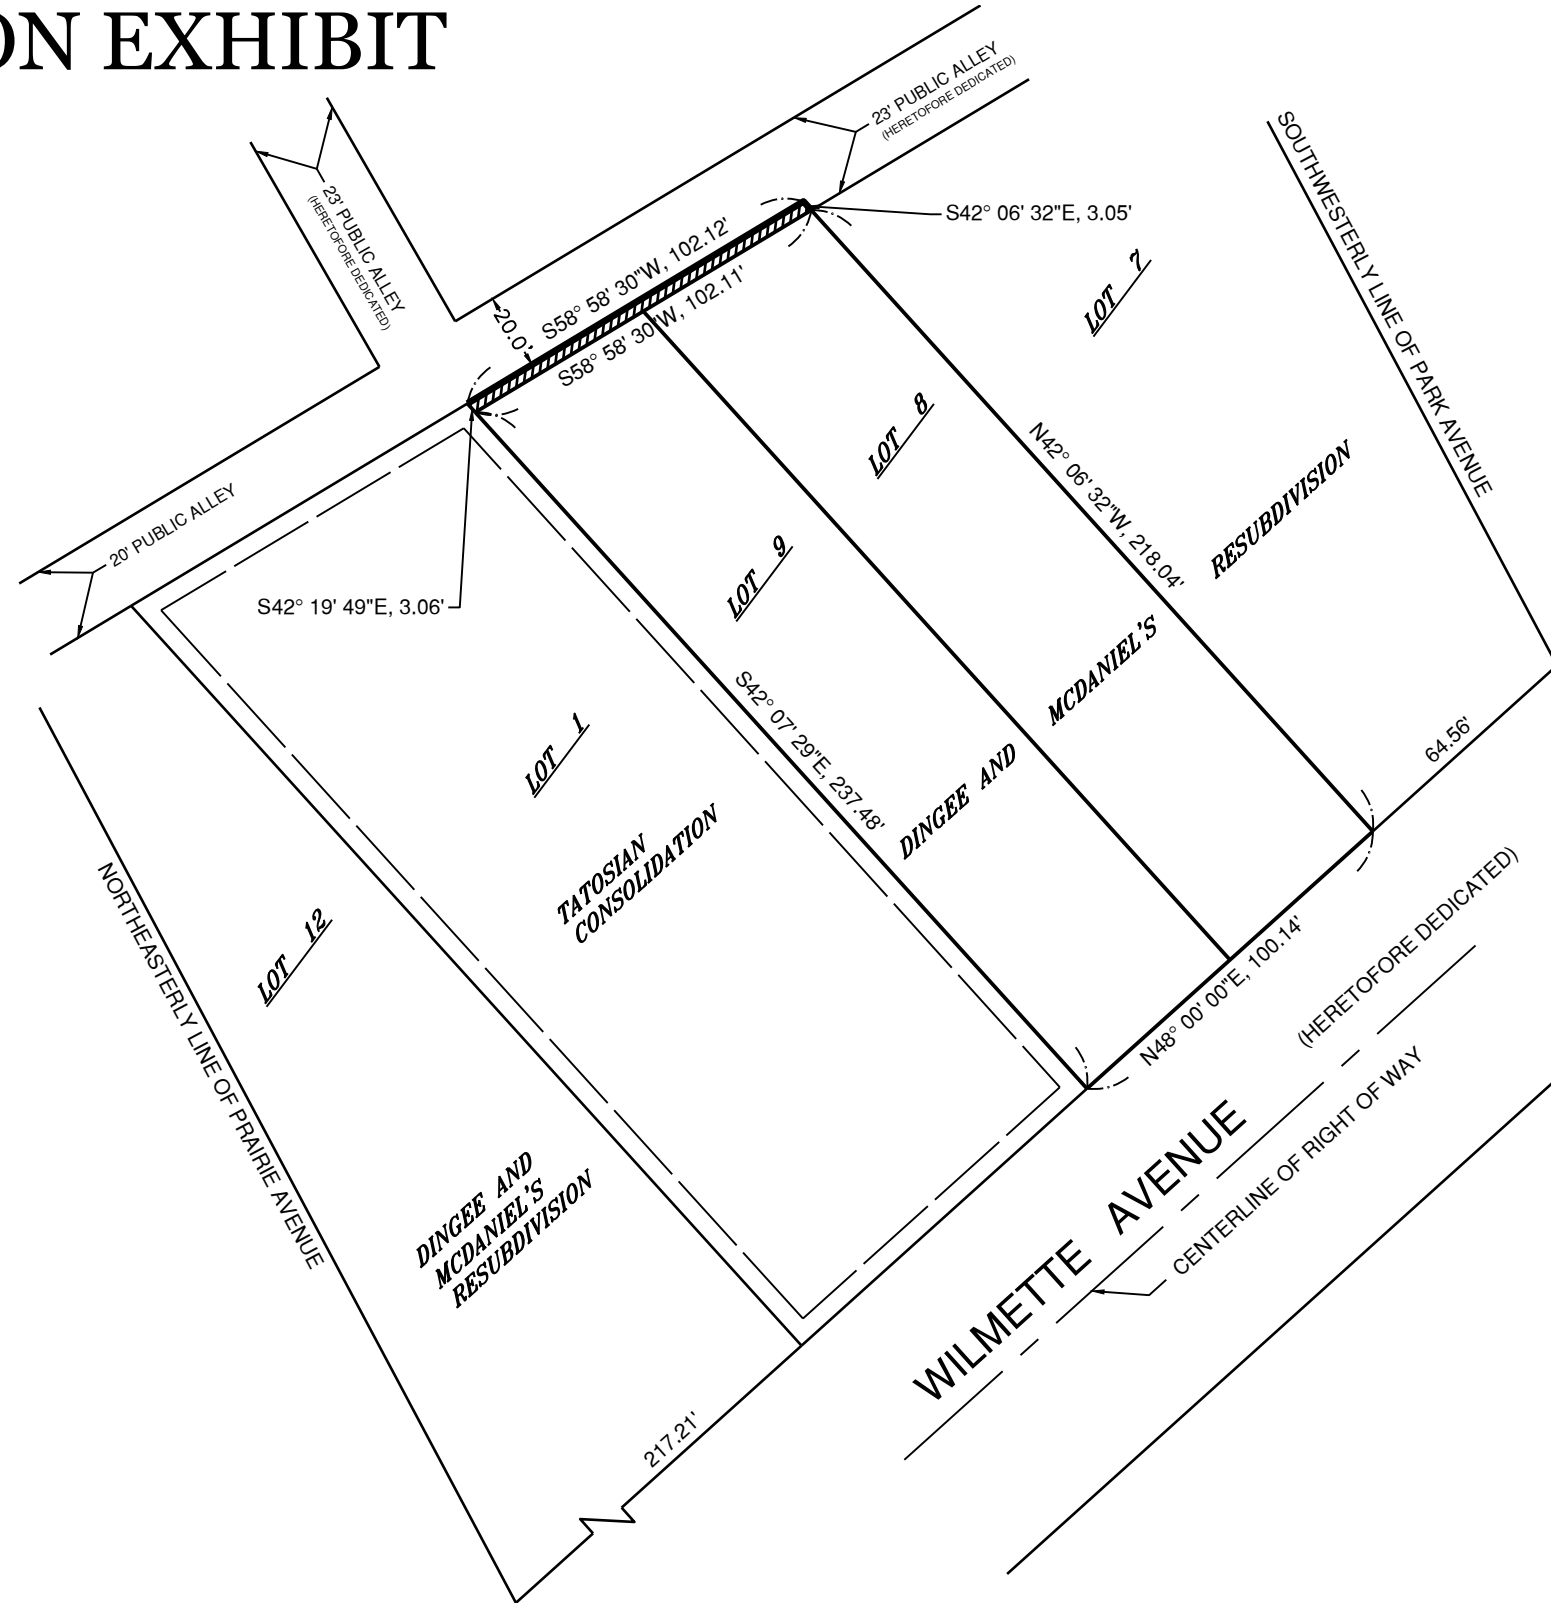 ON EXHIBIT
23' PUBLIC ALLEY
(HERETOFORE DEDICATED)
23' PUBLIC ALLEY
(HERETOFORE DEDICATED)
SOUTHWESTERLY LINE OF PARK AVENUE
S42° 06' 32"E, 3.05'
S58° 58' 30"W, 102.12'
S58° 58' 30"W, 102.11'
20.0'
LOT 7
LOT 8
N42° 06' 32"W, 218.04'
RESUBDIVISION
20' PUBLIC ALLEY
LOT 9
S42° 19' 49"E, 3.06'
MCDANIEL'S
S42° 07' 29"E, 237.48'
LOT 1
DINGEE AND
64.56'
TATOSIAN
CONSOLIDATION
NORTHEASTERLY LINE OF PRAIRIE AVENUE
LOT 12
N48° 00' 00"E, 100.14'
(HERETOFORE DEDICATED)
WILMETTE AVENUE
CENTERLINE OF RIGHT OF WAY
DINGEE AND
MCDANIEL'S
RESUBDIVISION
217.21'